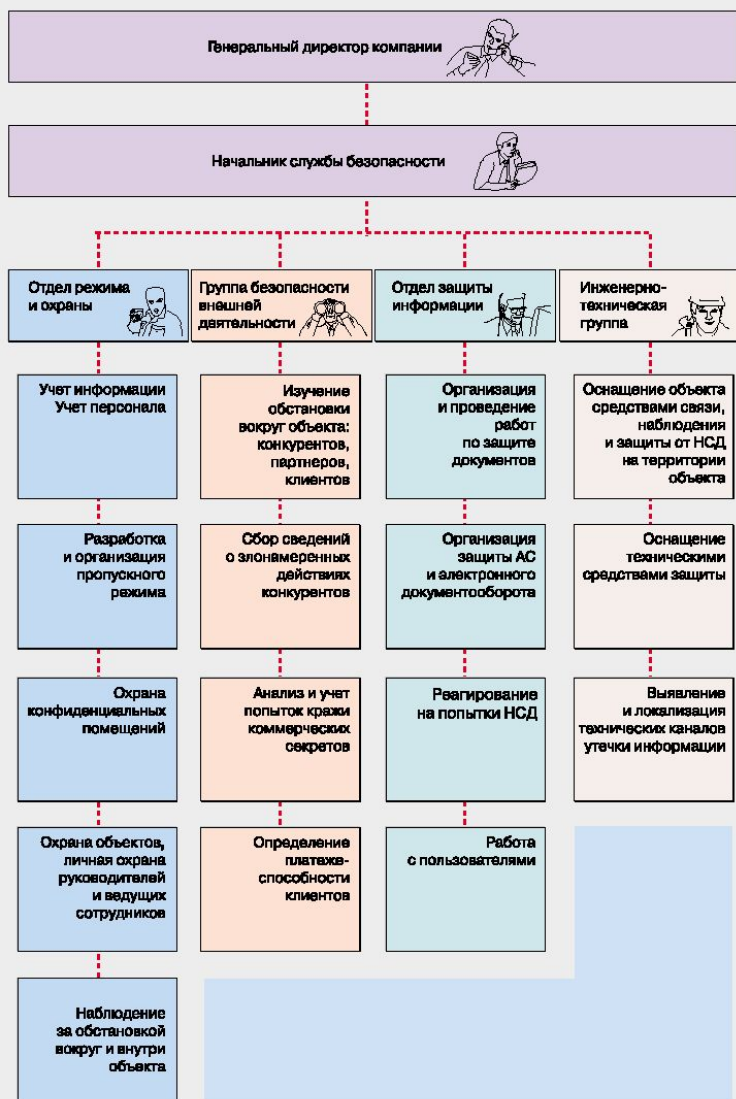 Генеральный директор компании
Начальник службы безопасности
Отдел режима
и охраны
Группа безопасности
внешней
деятельности
Отдел защиты
информации
Инженерно-
техническая
группа
Учет информации
Учет персонала
Разработка
и организация
пропускного
режима
Охрана
конфиденциальных
помещений
Охрана объектов,
личная охрана
руководителей
и ведущих
сотрудников
Наблюдение
за обстановкой
вокруг и внутри
объекта
Изучение
обстановки
вокруг объекта:
конкурентов,
партнеров,
клиентов
Сбор сведений
о злонамеренных
действиях
конкурентов
Анализ и учет
попыток кражи
коммерческих
секретов
Определение
платеже-
способности
клиентов
Организация
и проведение
работ
по защите
документов
Организация
защиты АС
и электронного
документооборота
Реагирование
на попытки НСД
Работа
с пользователями
Оснащение объекта
средствами связи,
наблюдения
и защиты от НСД
на территории
объекта
Оснащение
техническими
средствами защиты
Выявление
и локализация
технических каналов
утечки информации